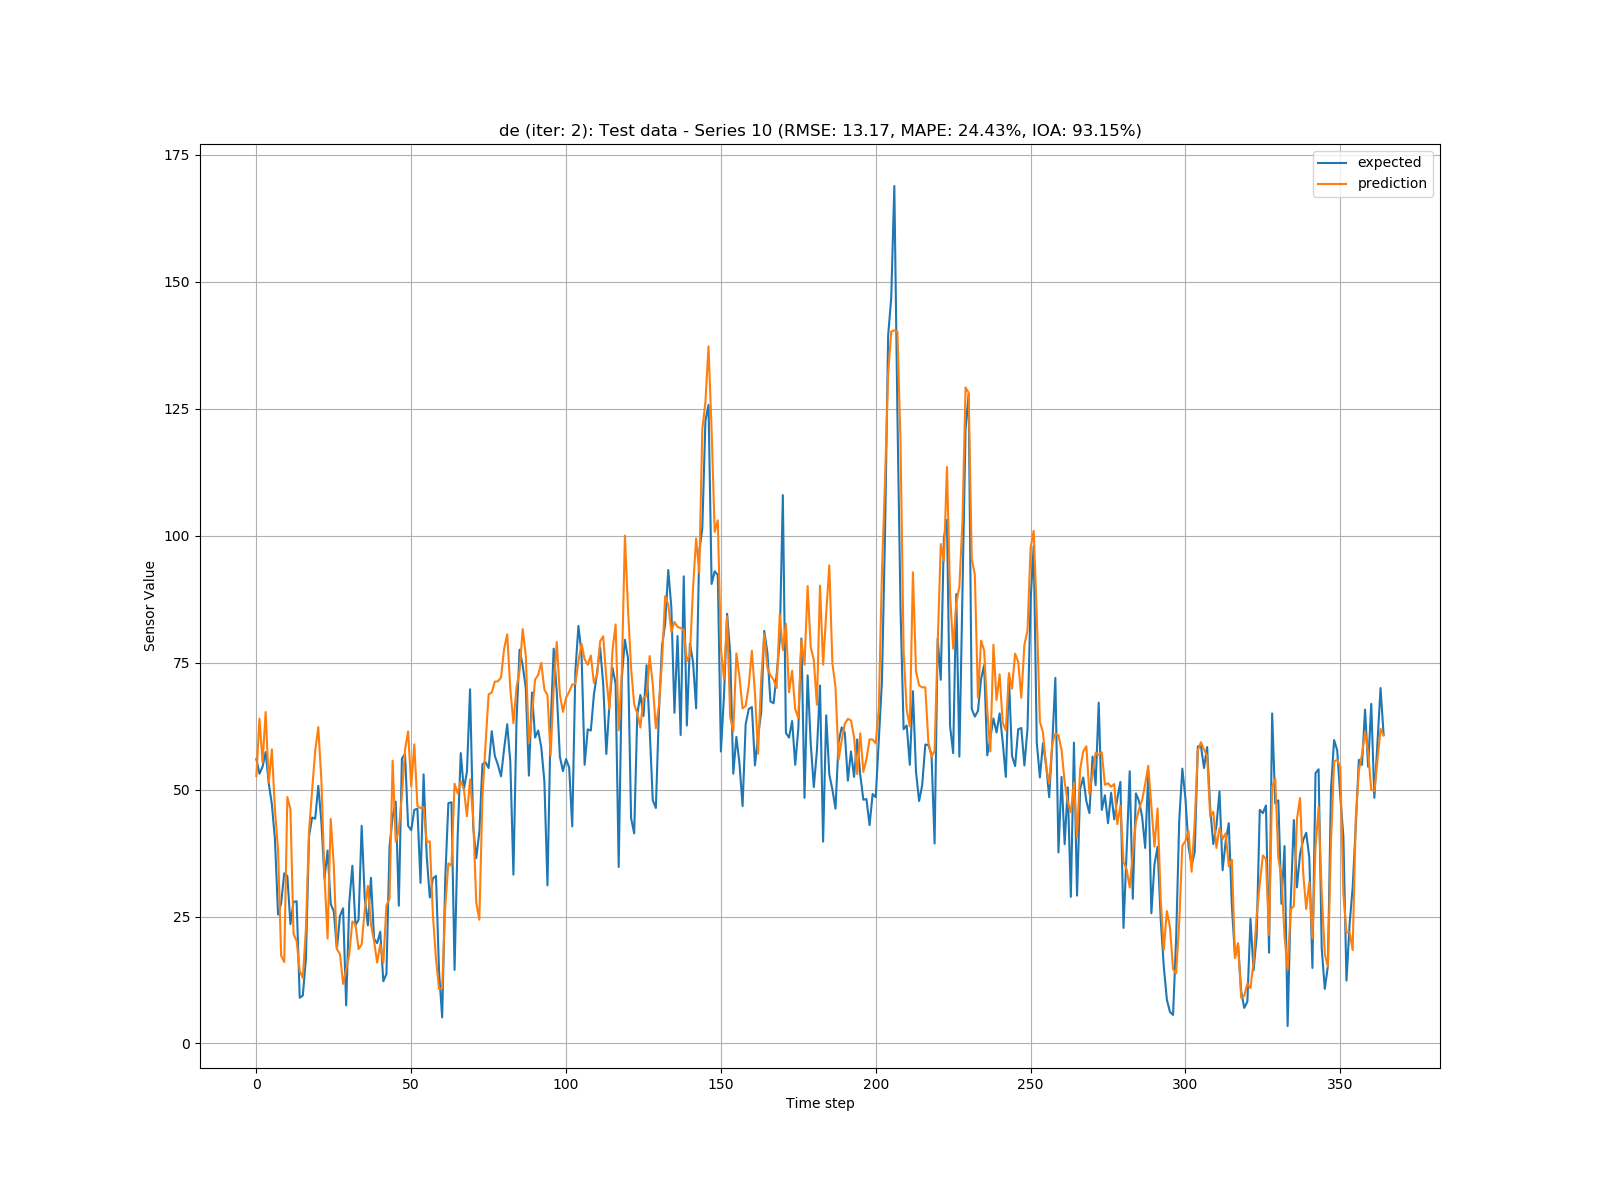 de (iter: 2): Test data - Series 10 (RMSE: 13.17, MAPE: 24.43%, IOA: 93.15%)
expected
prediction
175
150
125
100
75
50
25
0
Sensor Value
0 50 100 150 200 250 300 350
Time step